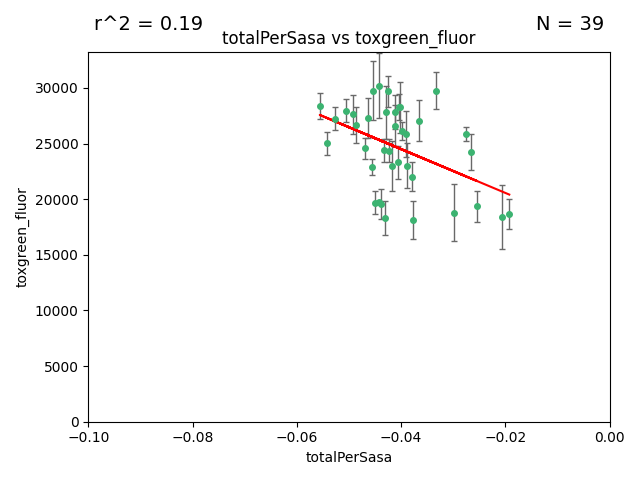 r^2 = 0.19
N = 39
totalPerSasa vs toxgreen_fluor
toxgreen_fluor
30000
25000
20000
15000
10000
5000
0
−0.10
−0.08
−0.06
−0.04
−0.02
0.00
totalPerSasa